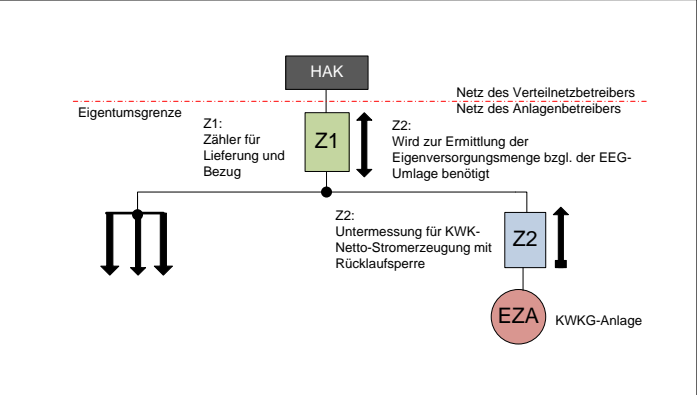 HAK
Netz des Verteilnetzbetreibers
Eigentumsgrenze
Netz des Anlagenbetreibers
Z1:
Zähler für
Lieferung und
Bezug
Z1
Z2:
Wird zur Ermittlung der
Eigenversorgungsmenge bzgl. der EEG-
Umlage benötigt
Z2:
Untermessung für KWK-
Netto-Stromerzeugung mit
Rücklaufsperre
Z2
EZA
KWKG-Anlage